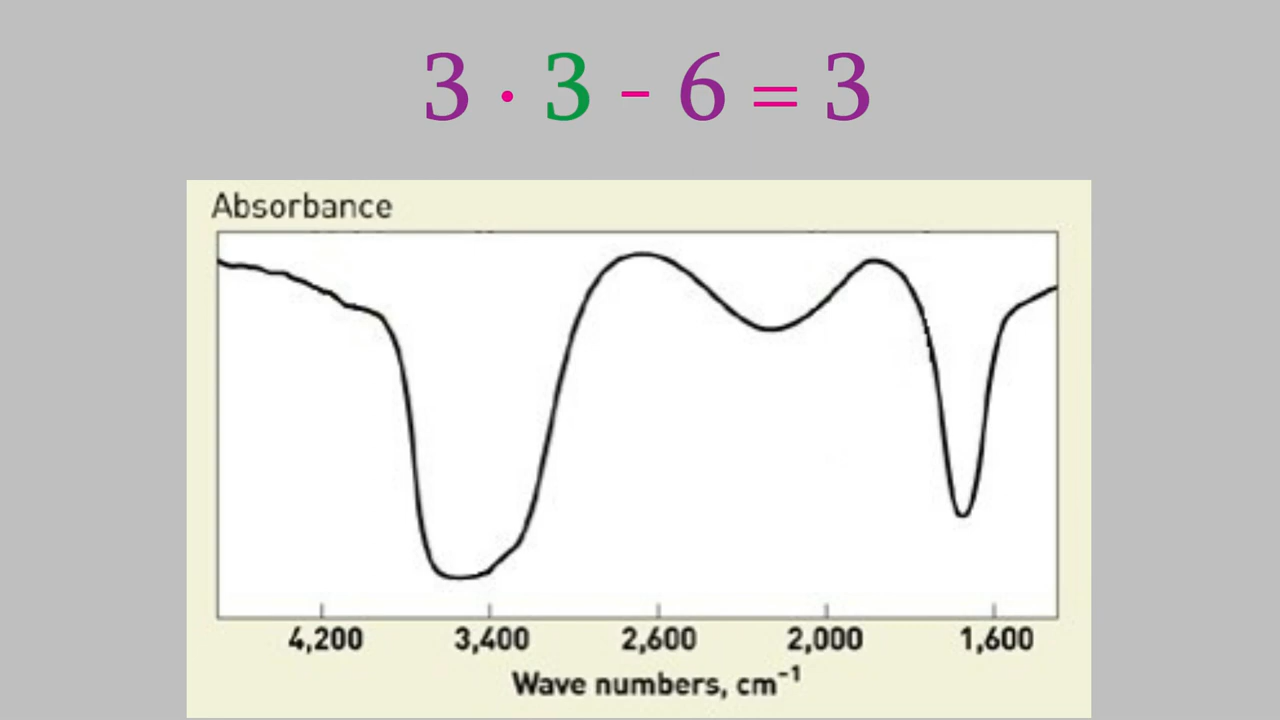 3 · 3 - 6 = 3
Absorbance
4,200 3,400 2,600 2,000 1,600
Wave numbers, cm⁻¹